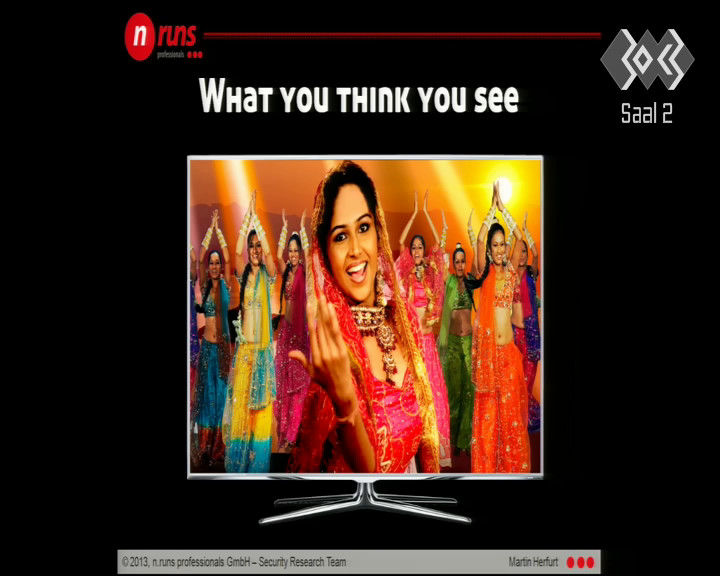 n runs
professionals
What you think you see
Saal 2
© 2013, n.runs professionals GmbH – Security Research Team
Martin Herfurt